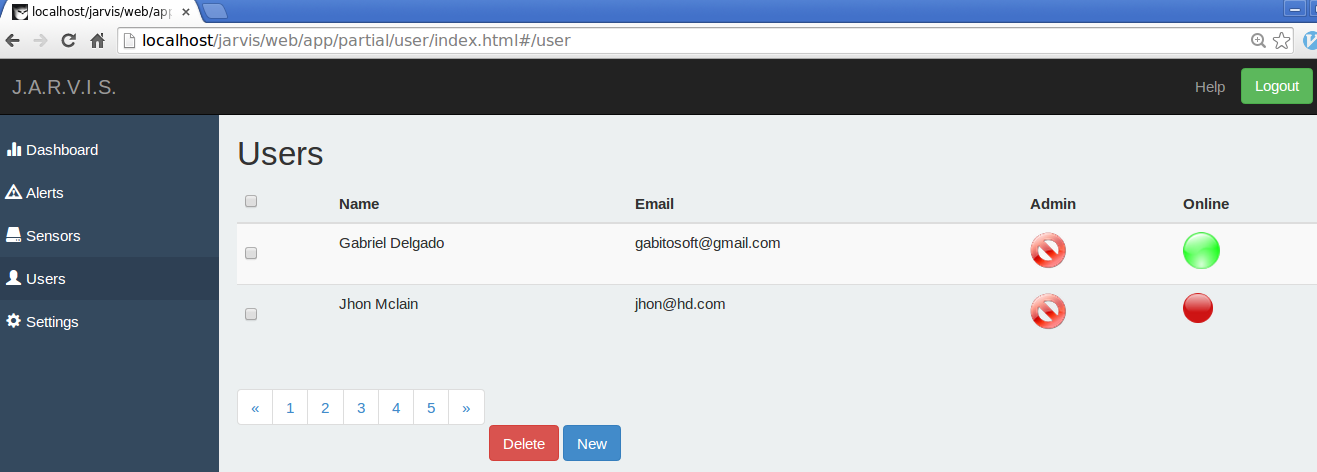 localhost/jarvis/web/app
localhost/jarvis/web/app/partial/user/index.html#/user
J.A.R.V.I.S. Help Logout
Dashboard
Alerts
Sensors
Users
Settings
Users
Name Email Admin Online
Gabriel Delgado gabitosoft@gmail.com
Jhon Mclain jhon@hd.com
« 1 2 3 4 5 »
Delete New